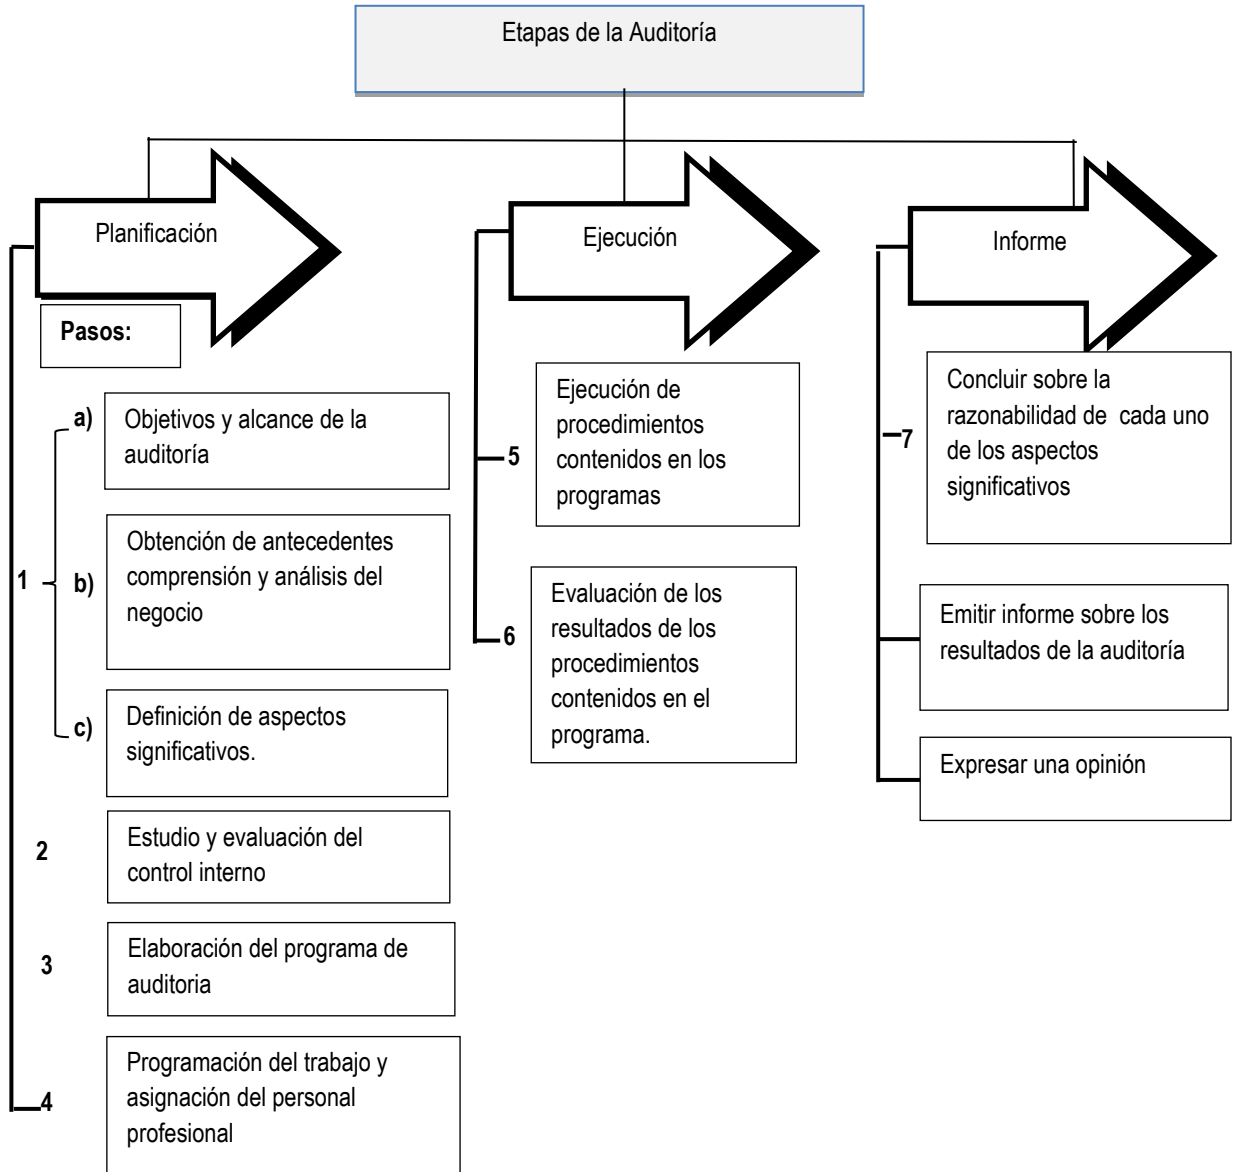 Etapas de la Auditoría
Planificación
Pasos:
1
a)
Objetivos y alcance de la
auditoría
b)
Obtención de antecedentes
comprensión y análisis del
negocio
c)
Definición de aspectos
significativos.
2
Estudio y evaluación del
control interno
3
Elaboración del programa de
auditoria
4
Programación del trabajo y
asignación del personal
profesional
Ejecución
5
Ejecución de
procedimientos
contenidos en los
programas
6
Evaluación de los
resultados de los
procedimientos
contenidos en el
programa.
Informe
7
Concluir sobre la
razonabilidad de cada uno
de los aspectos
significativos
Emitir informe sobre los
resultados de la auditoría
Expresar una opinión